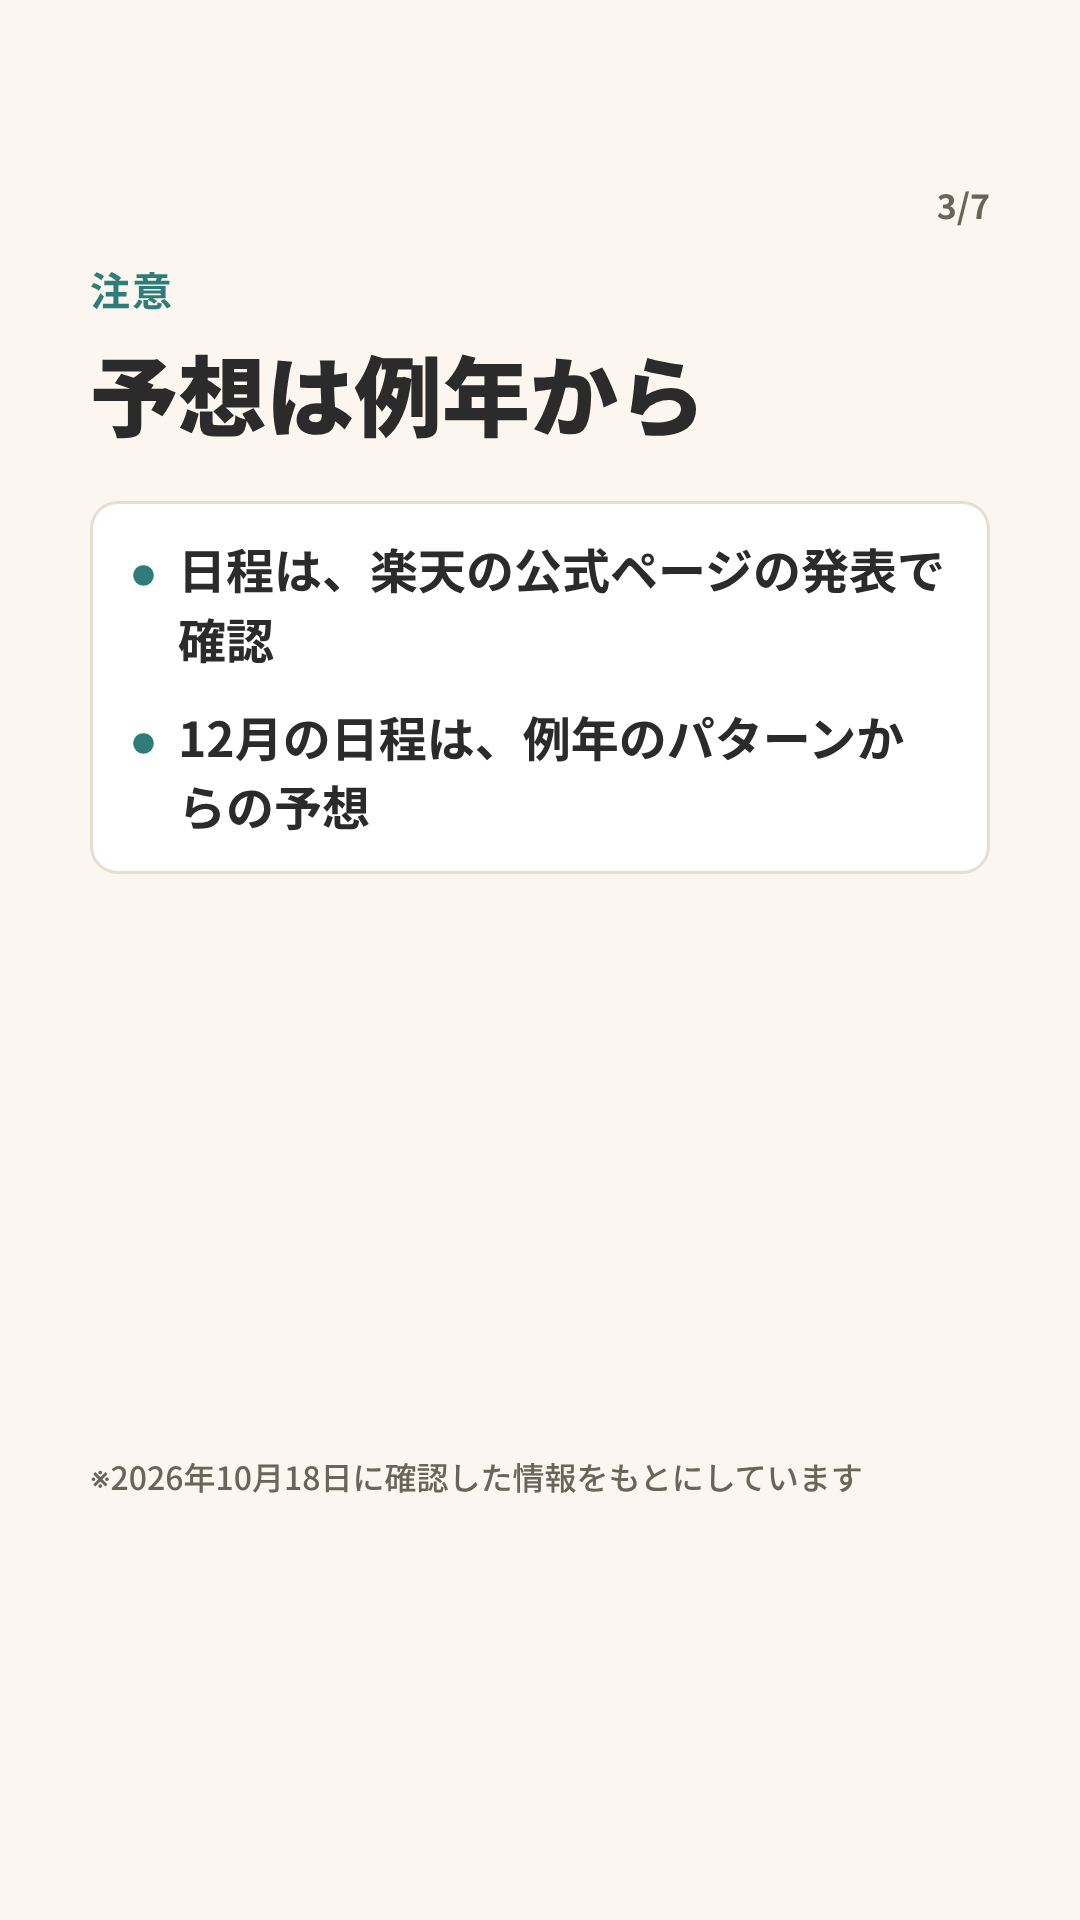 3/7
注意
予想は例年から
● 日程は、楽天の公式ページの発表で
確認
● 12月の日程は、例年のパターンか
らの予想
※2026年10月18日に確認した情報をもとにしています